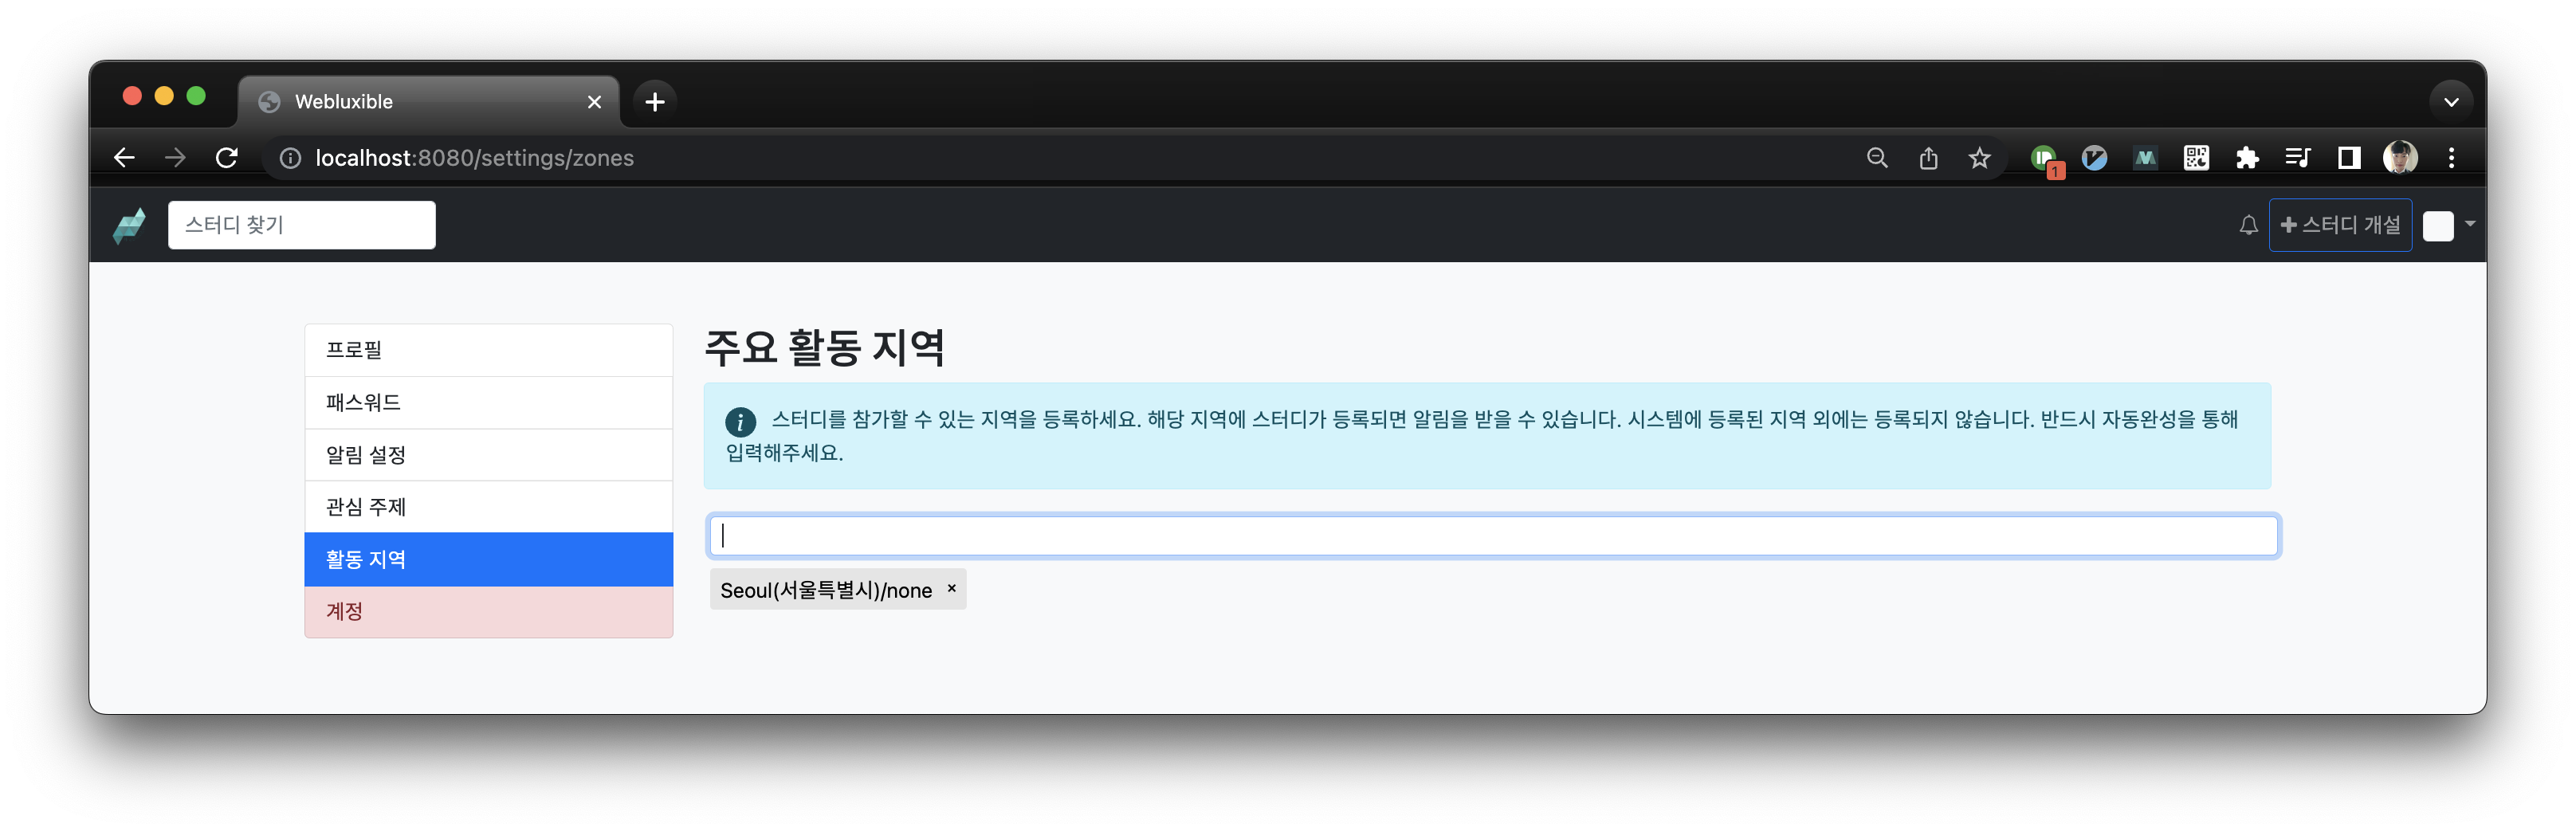 Webluxible
localhost:8080/settings/zones
1
스터디 찾기
스터디 개설
프로필
패스워드
알림 설정
관심 주제
활동 지역
계정
주요 활동 지역
스터디를 참가할 수 있는 지역을 등록하세요. 해당 지역에 스터디가 등록되면 알림을 받을 수 있습니다. 시스템에 등록된 지역 외에는 등록되지 않습니다. 반드시 자동완성을 통해
입력해주세요.
Seoul(서울특별시)/none ×